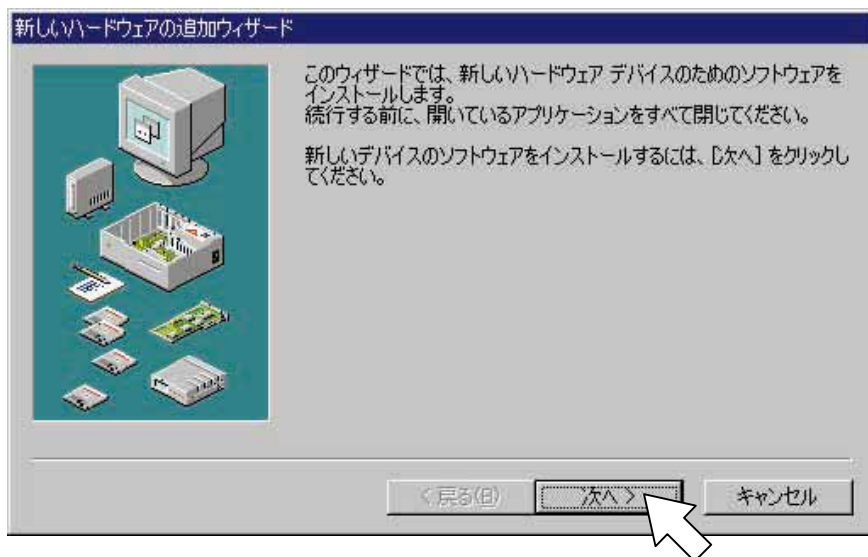 新しいハードウェアの追加ウィザード
このウィザードでは、新しいハードウェア デバイスのためのソフトウェアを
インストールします。
続行する前に、開いているアプリケーションをすべて閉じてください。
新しいデバイスのソフトウェアをインストールするには、[次へ] をクリックし
てください。
< 戻る(B)
次へ >
キャンセル